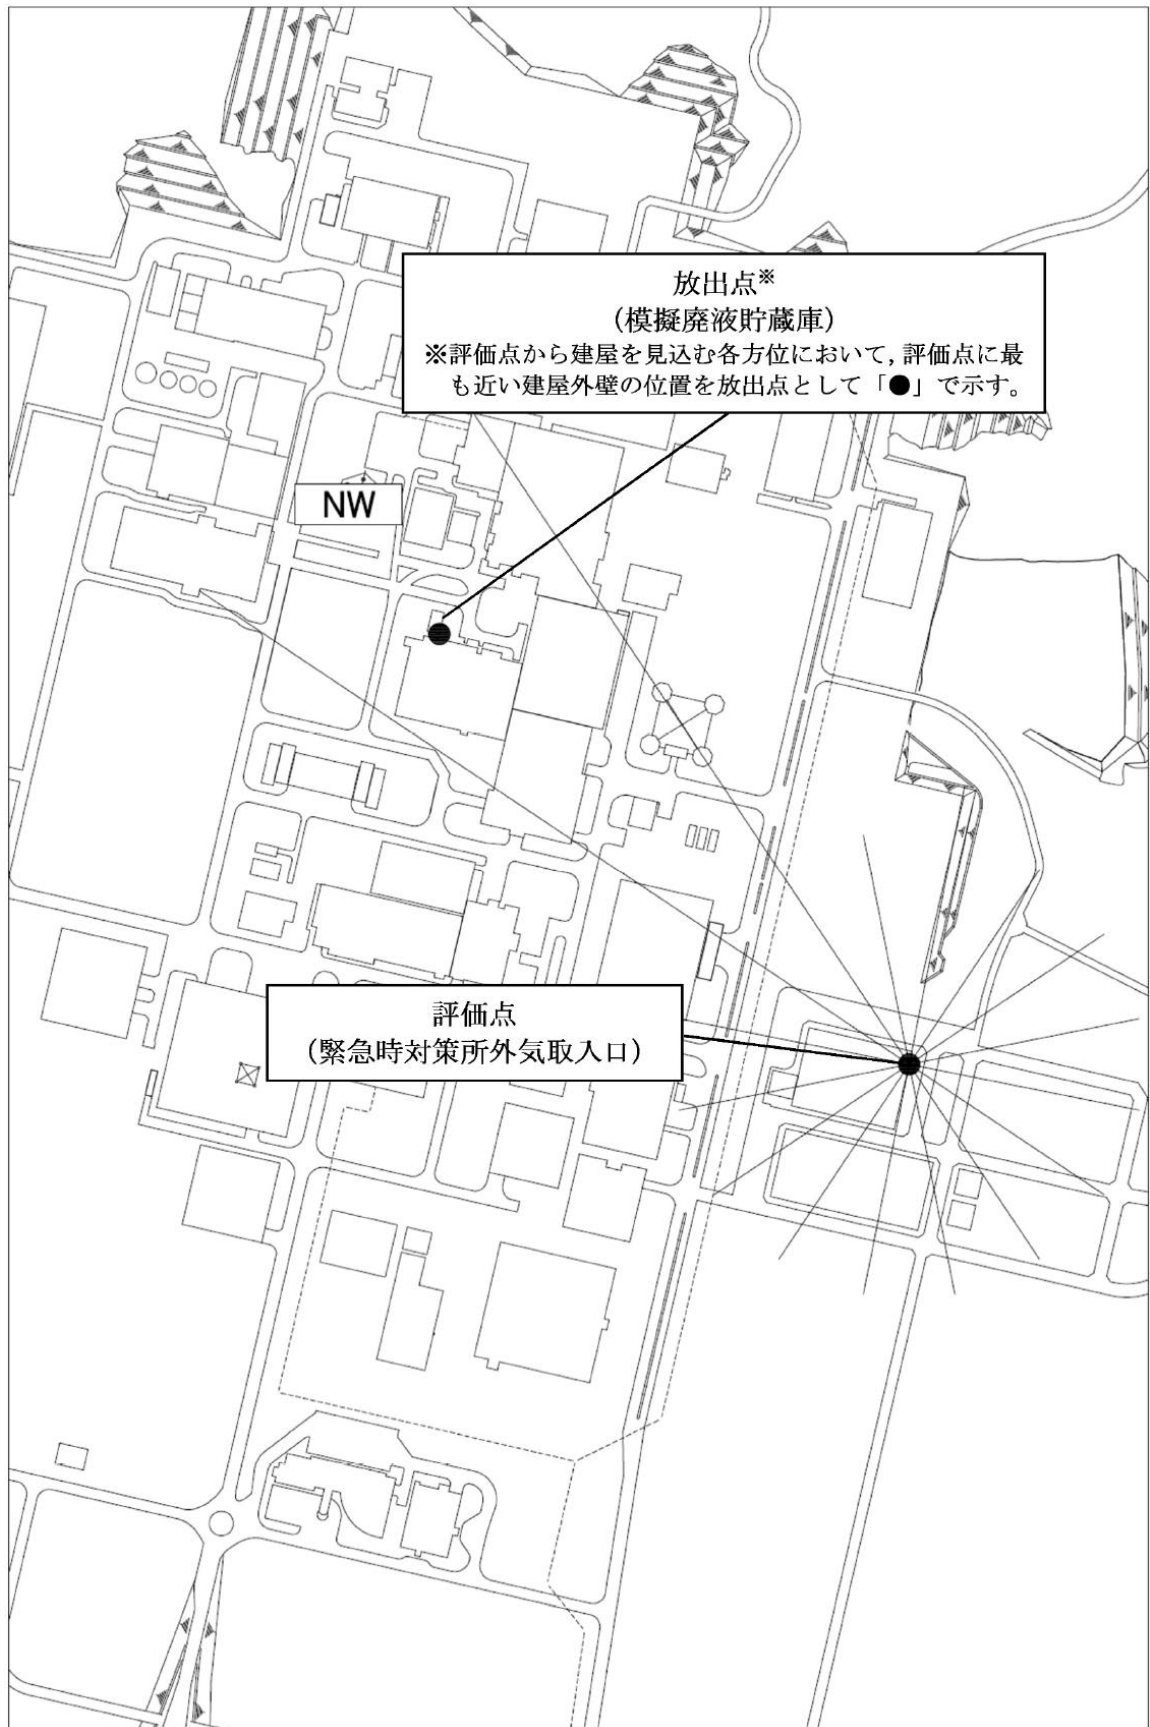 放出点※
(模擬廃液貯蔵庫)
※評価点から建屋を見込む各方位において,評価点に最
も近い建屋外壁の位置を放出点として「●」で示す。
NW
評価点
(緊急時対策所外気取入口)